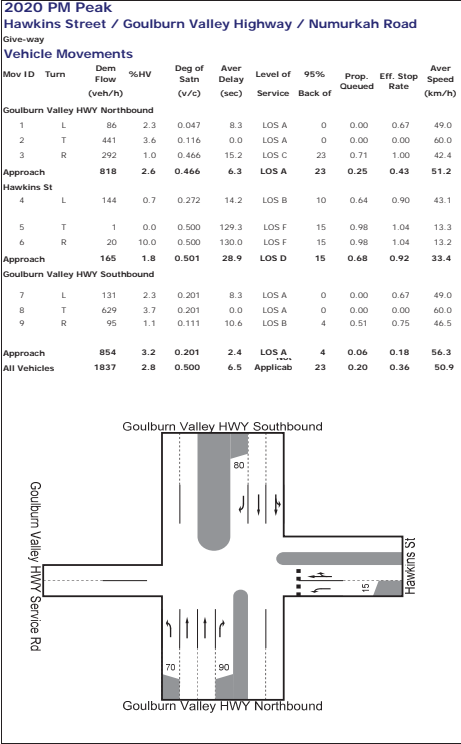 2020 PM Peak
Hawkins Street / Goulburn Valley Highway / Numurkah Road
Give-way
Vehicle Movements
Mov ID Turn Dem Flow (veh/h) %HV Deg of Satn (v/c) Aver Delay (sec) Level of Service 95% Back of Prop. Queued Eff. Stop Rate Aver Speed (km/h)
Goulburn Valley HWY Northbound
1 L 86 2.3 0.047 8.3 LOS A 0 0.00 0.67 49.0
2 T 441 3.6 0.116 0.0 LOS A 0 0.00 0.00 60.0
3 R 292 1.0 0.466 15.2 LOS C 23 0.71 1.00 42.4
Approach 818 2.6 0.466 6.3 LOS A 23 0.25 0.43 51.2
Hawkins St
4 L 144 0.7 0.272 14.2 LOS B 10 0.64 0.90 43.1
5 T 1 0.0 0.500 129.3 LOS F 15 0.98 1.04 13.3
6 R 20 10.0 0.500 130.0 LOS F 15 0.98 1.04 13.2
Approach 165 1.8 0.501 28.9 LOS D 15 0.68 0.92 33.4
Goulburn Valley HWY Southbound
7 L 131 2.3 0.201 8.3 LOS A 0 0.00 0.67 49.0
8 T 629 3.7 0.201 0.0 LOS A 0 0.00 0.00 60.0
9 R 95 1.1 0.111 10.6 LOS B 4 0.51 0.75 46.5
Approach 854 3.2 0.201 2.4 LOS A 4 0.06 0.18 56.3
All Vehicles 1837 2.8 0.500 6.5 Applicab 23 0.20 0.36 50.9
Goulburn Valley HWY Southbound
80
Goulburn Valley HWY Service Rd
Hawkins St
15
70
90
Goulburn Valley HWY Northbound